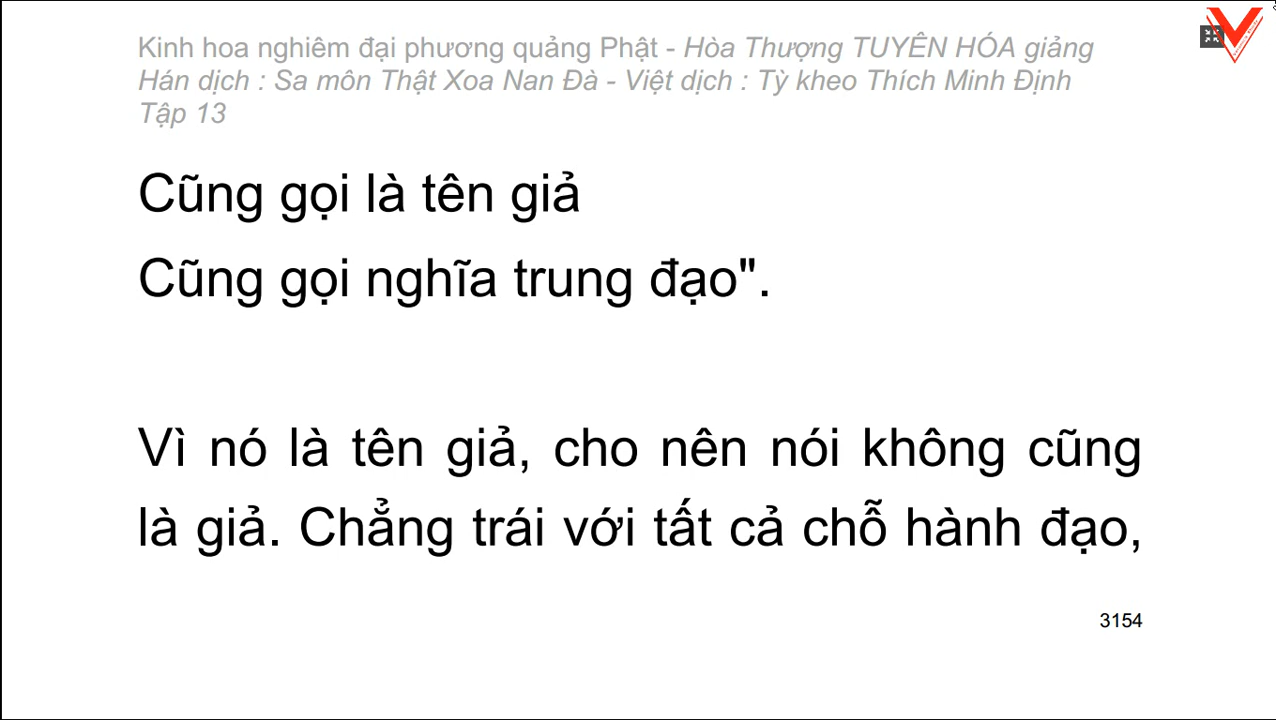 Kinh hoa nghiêm đại phương quảng Phật - Hòa Thượng TUYÊN HÓA giảng
Hán dịch : Sa môn Thật Xoa Nan Đà - Việt dịch : Tỳ kheo Thích Minh Định
Tập 13
Cũng gọi là tên giả
Cũng gọi nghĩa trung đạo".
Vì nó là tên giả, cho nên nói không cũng
là giả. Chẳng trái với tất cả chỗ hành đạo,
3154